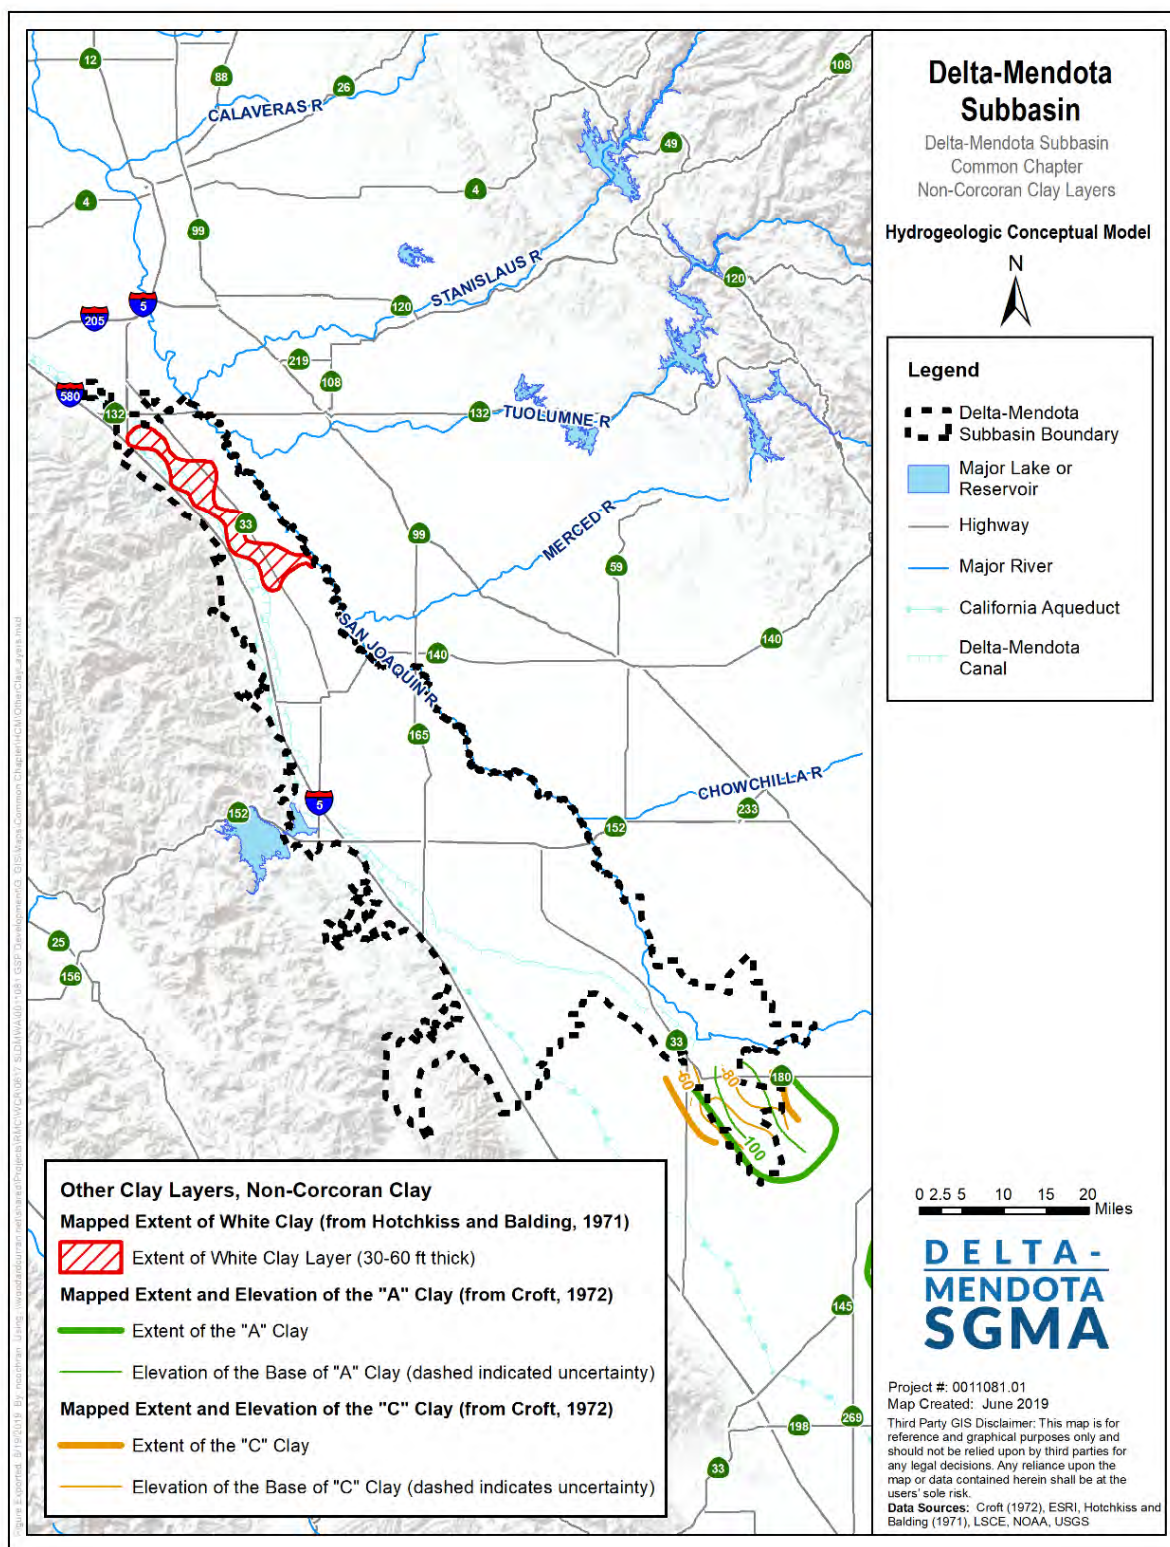 Delta-Mendota
Subbasin
Delta-Mendota Subbasin
Common Chapter
Non-Corcoran Clay Layers
Hydrogeologic Conceptual Model
N
Legend
Delta-Mendota
Subbasin Boundary
Major Lake or
Reservoir
Highway
Major River
California Aqueduct
Delta-Mendota
Canal
12
88
26
108
CALAVERAS R
49
4
4
99
STANISLAUS R
120
5
205
120
219
108
580
132
132
TUOLUMNE R
33
99
MERCED R
59
SAN JOAQUIN R
140
140
165
CHOWCHILLA R
5
152
233
152
25
156
33
-60
-80
180
-100
145
198
269
33
Other Clay Layers, Non-Corcoran Clay
Mapped Extent of White Clay (from Hotchkiss and Balding, 1971)
Extent of White Clay Layer (30-60 ft thick)
Mapped Extent and Elevation of the "A" Clay (from Croft, 1972)
Extent of the "A" Clay
Elevation of the Base of "A" Clay (dashed indicated uncertainty)
Mapped Extent and Elevation of the "C" Clay (from Croft, 1972)
Extent of the "C" Clay
Elevation of the Base of "C" Clay (dashed indicates uncertainty)
0 2.5 5 10 15 20
Miles
DELTA-
MENDOTA
SGMA
Project #: 0011081.01
Map Created: June 2019
Third Party GIS Disclaimer: This map is for
reference and graphical purposes only and
should not be relied upon by third parties for
any legal decisions. Any reliance upon the
map or data contained herein shall be at the
users' sole risk.
Data Sources: Croft (1972), ESRI, Hotchkiss and
Balding (1971), LSCE, NOAA, USGS